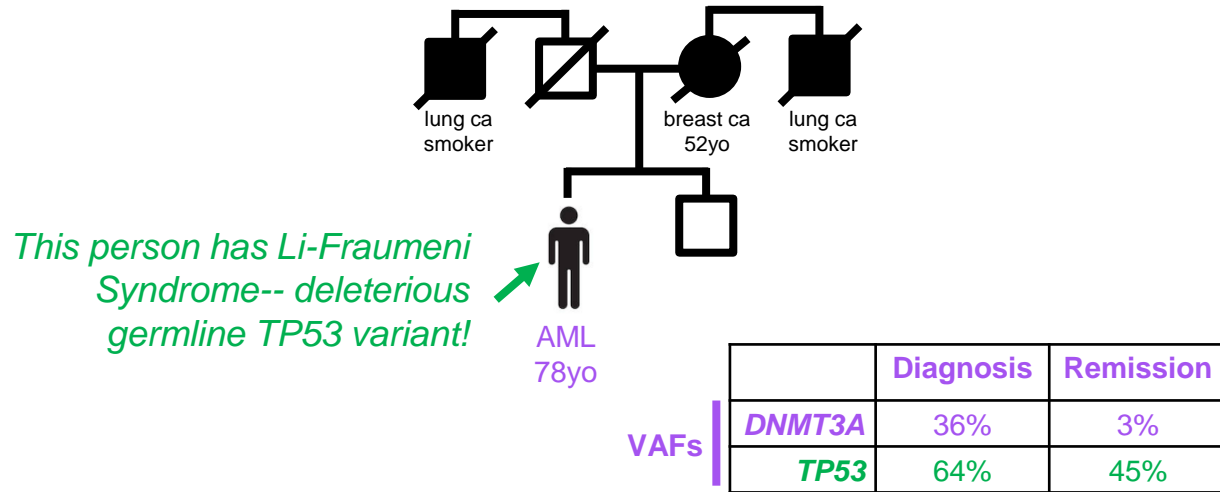 lung ca
smoker
breast ca
52yo
lung ca
smoker
This person has Li-Fraumeni
Syndrome-- deleterious
germline TP53 variant!
AML
78yo
Diagnosis Remission
VAFs
DNMT3A 36% 3%
TP53 64% 45%